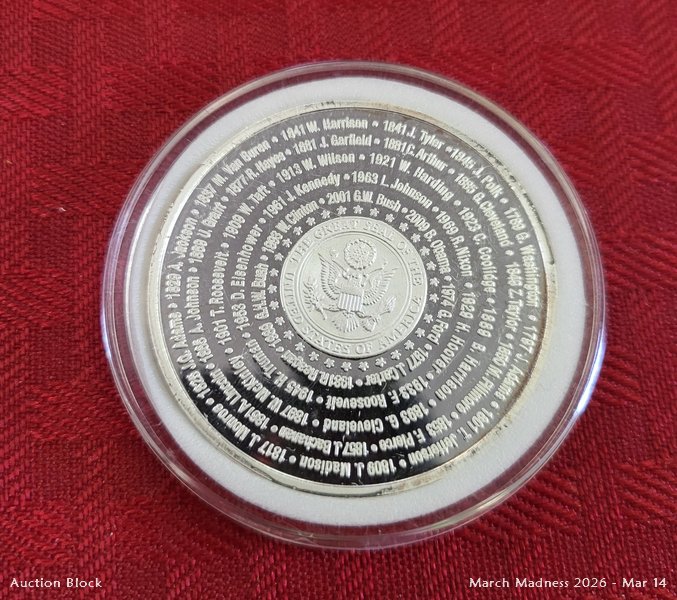 1789 G. Washington • 1797 J. Adams • 1801 T. Jefferson • 1809 J. Madison • 1817 J. Monroe • 1825 J.Q. Adams • 1829 A. Jackson • 1837 M. Van Buren • 1841 W. Harrison • 1841 J. Tyler • 1845 J. Polk
1849 Z. Taylor • 1850 M. Fillmore • 1853 F. Pierce • 1857 J. Buchanan • 1861 A. Lincoln • 1865 A. Johnson • 1869 U. Grant • 1877 R. Hayes • 1881 J. Garfield • 1881 C. Arthur • 1885 G. Cleveland
1889 B. Harrison • 1893 G. Cleveland • 1897 W. McKinley • 1901 T. Roosevelt • 1909 W. Taft • 1913 W. Wilson • 1921 W. Harding • 1923 C. Coolidge
1929 H. Hoover • 1933 F. Roosevelt • 1945 H. Truman • 1953 D. Eisenhower • 1961 J. Kennedy • 1963 L. Johnson • 1969 R. Nixon
1974 G. Ford • 1977 J. Carter • 1981 R. Reagan • 1989 G.H.W. Bush • 1993 W. Clinton • 2001 G.W. Bush • 2009 B. Obama
THE GREAT SEAL OF THE UNITED STATES OF AMERICA
Auction Block
March Madness 2026 - Mar 14